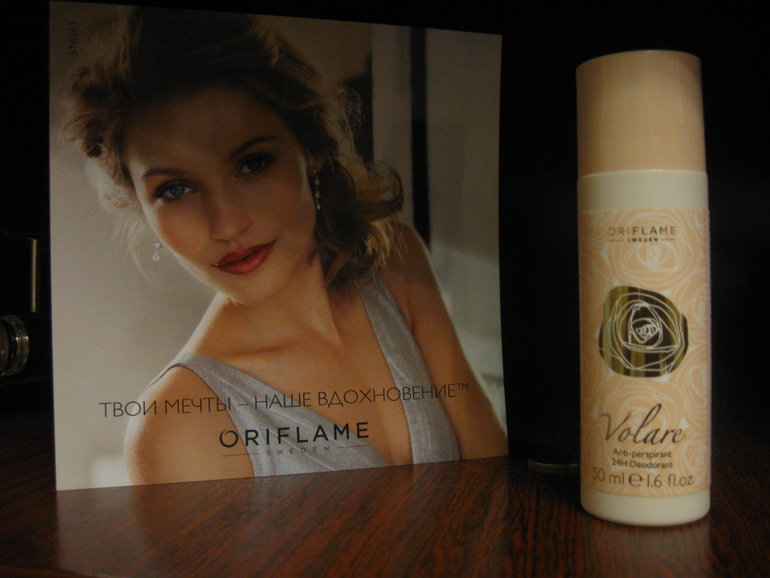 516261
ТВОИ МЕЧТЫ – НАШЕ ВДОХНОВЕНИЕ™
ORIFLAME
SWEDEN
ORIFLAME
SWEDEN
Volare
Anti-perspirant
24H Deodorant
50 ml e 1.6 fl.oz.